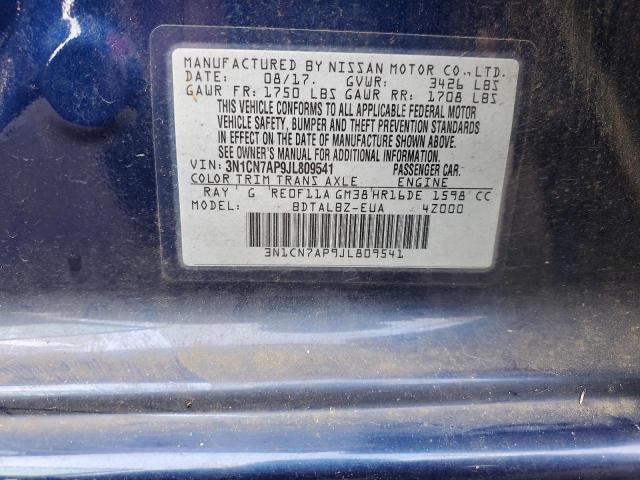 MANUFACTURED BY NISSAN MOTOR CO.,LTD.
DATE: 08/17. GVWR: 3426 LBS
GAWR FR: 1750 LBS GAWR RR: 1708 LBS
THIS VEHICLE CONFORMS TO ALL APPLICABLE FEDERAL MOTOR
VEHICLE SAFETY, BUMPER AND THEFT PREVENTION STANDARDS
IN EFFECT ON THE DATE OF MANUFACTURE SHOWN ABOVE.
SEE OWNER'S MANUAL FOR ADDITIONAL INFORMATION.
VIN: 3N1CN7AP9JL809541 PASSENGER CAR.
COLOR TRIM TRANS AXLE ENGINE
RAY G RE0F11A GM38 HR16DE 1598 CC
MODEL: BDTALBZ-EUA 4Z000
3N1CN7AP9JL809541